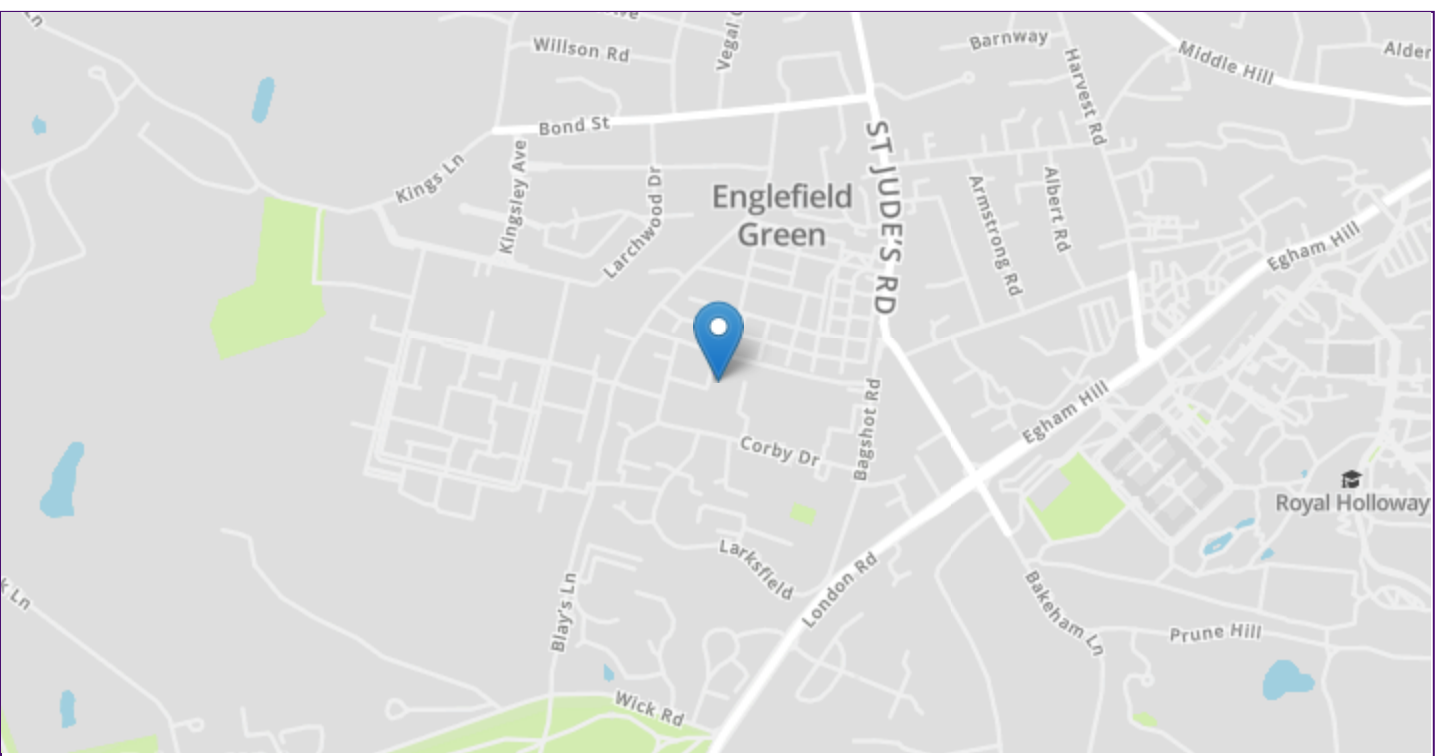 Ln
Willson Rd
Barnway
Middle Hill
Alder
Harvest Rd
Bond St
ST JUDE'S RD
Kings Ln
Kingsley Ave
Larchwood Dr
Englefield
Green
Armstrong Rd
Albert Rd
Egham Hill
Egham Hill
Bagshot Rd
Corby Dr
Royal Holloway
Larksfield
London Rd
Blay's Ln
Bakeham Ln
Prune Hill
k Ln
Wick Rd